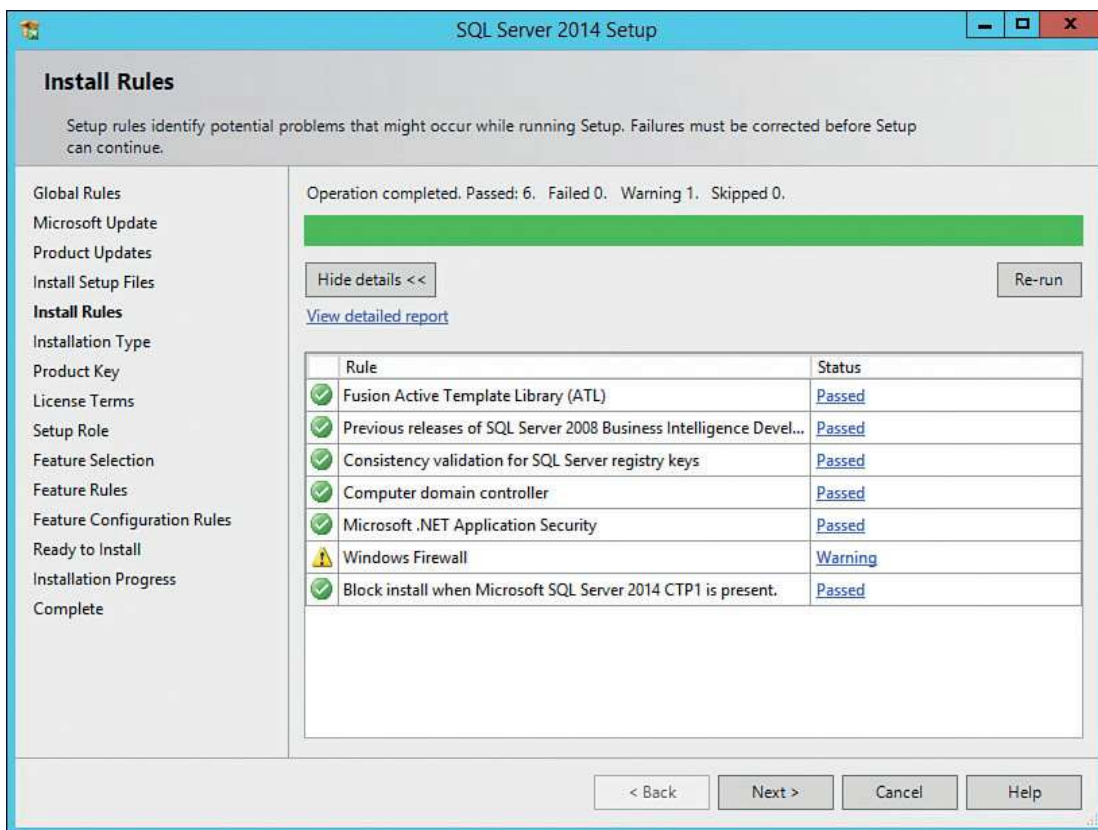 SQL Server 2014 Setup
Install Rules
Setup rules identify potential problems that might occur while running Setup. Failures must be corrected before Setup
can continue.
Global Rules
Microsoft Update
Product Updates
Install Setup Files
Install Rules
Installation Type
Product Key
License Terms
Setup Role
Feature Selection
Feature Rules
Feature Configuration Rules
Ready to Install
Installation Progress
Complete
Operation completed. Passed: 6. Failed 0. Warning 1. Skipped 0.
Hide details <<
Re-run
View detailed report
Rule Status
Fusion Active Template Library (ATL) Passed
Previous releases of SQL Server 2008 Business Intelligence Devel... Passed
Consistency validation for SQL Server registry keys Passed
Computer domain controller Passed
Microsoft .NET Application Security Passed
Windows Firewall Warning
Block install when Microsoft SQL Server 2014 CTP1 is present. Passed
< Back Next > Cancel Help